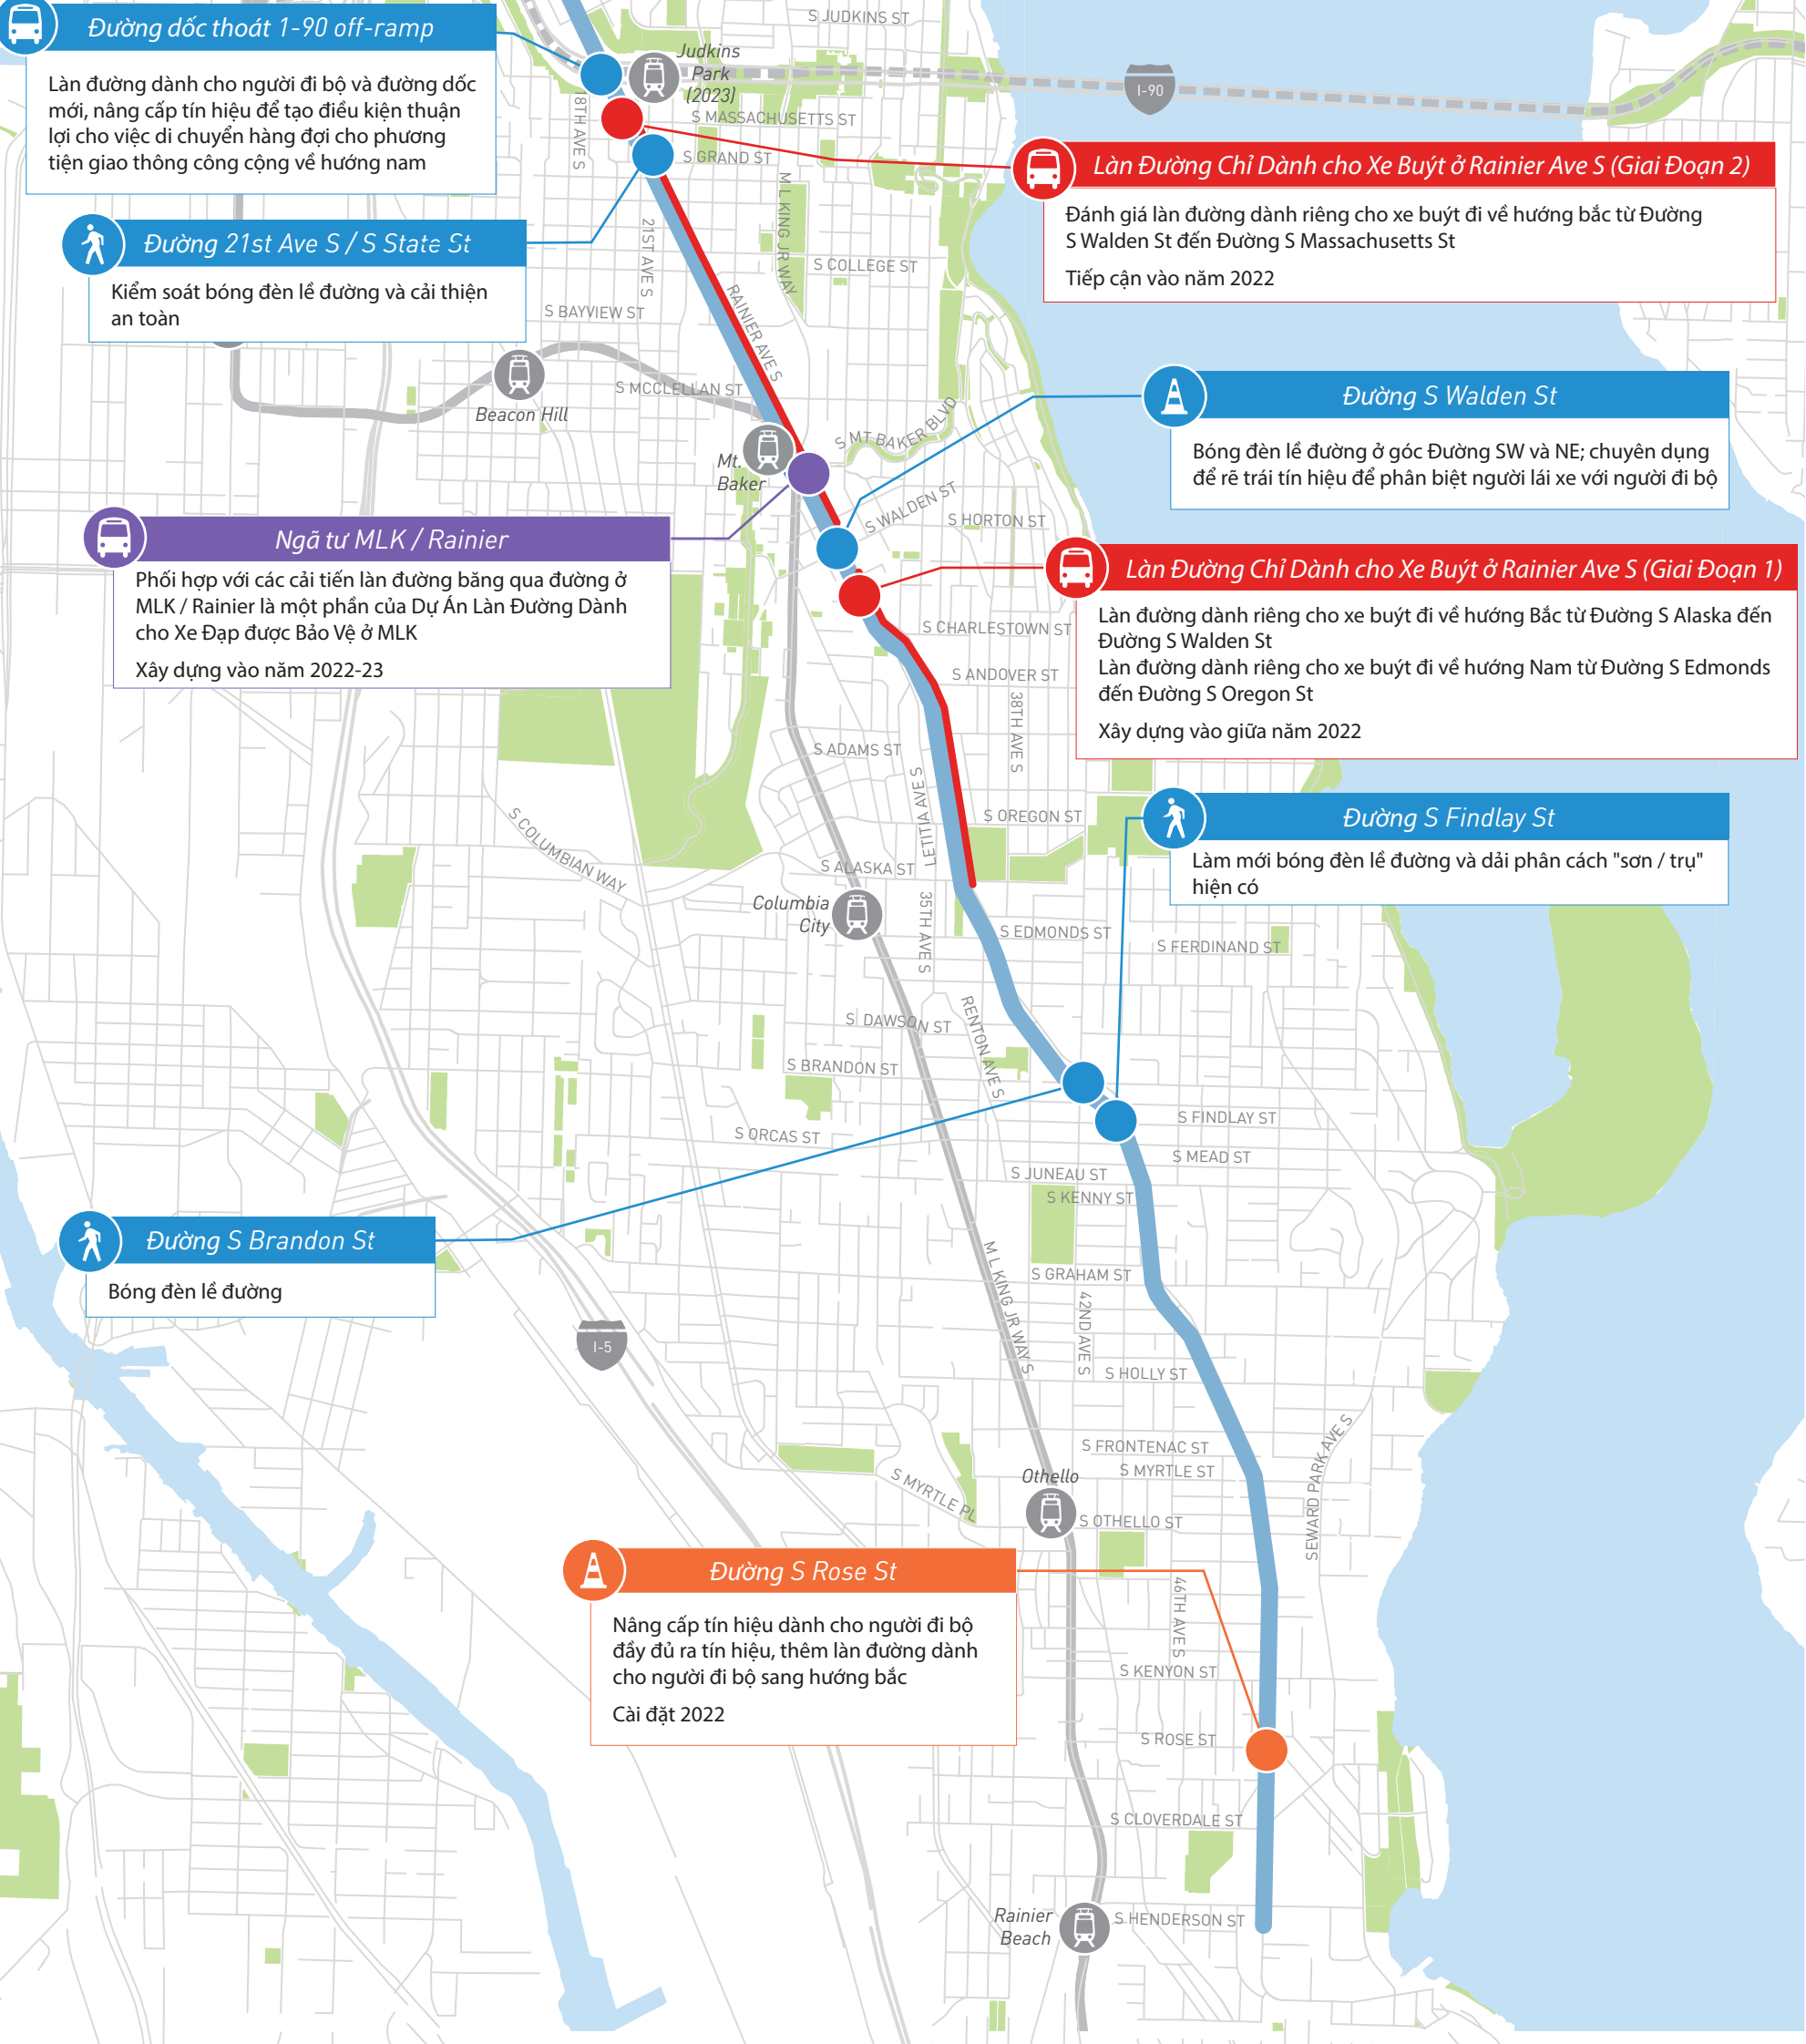 Đường dốc thoát 1-90 off-ramp
Làn đường dành cho người đi bộ và đường dốc
mới, nâng cấp tín hiệu để tạo điều kiện thuận
lợi cho việc di chuyển hàng đợi cho phương
tiện giao thông công cộng về hướng nam
S JUDKINS ST
Judkins
Park
(2023)
I-90
18TH AVE S
S MASSACHUSETTS ST
S GRAND ST
Làn Đường Chỉ Dành cho Xe Buýt ở Rainier Ave S (Giai Đoạn 2)
Đánh giá làn đường dành riêng cho xe buýt đi về hướng bắc từ Đường
S Walden St đến Đường S Massachusetts St
Tiếp cận vào năm 2022
Đường 21st Ave S / S State St
Kiểm soát bóng đèn lề đường và cải thiện
an toàn
21ST AVE S
M L KING JR WAY
S COLLEGE ST
S BAYVIEW ST
RAINIER AVE S
S MCCLELLAN ST
Beacon Hill
S MT BAKER BLVD
Mt.
Baker
Đường S Walden St
Bóng đèn lề đường ở góc Đường SW và NE; chuyên dụng
để rẽ trái tín hiệu để phân biệt người lái xe với người đi bộ
S WALDEN ST
S HORTON ST
Ngã tư MLK / Rainier
Phối hợp với các cải tiến làn đường băng qua đường ở
MLK / Rainier là một phần của Dự Án Làn Đường Dành
cho Xe Đạp được Bảo Vệ ở MLK
Xây dựng vào năm 2022-23
Làn Đường Chỉ Dành cho Xe Buýt ở Rainier Ave S (Giai Đoạn 1)
Làn đường dành riêng cho xe buýt đi về hướng Bắc từ Đường S Alaska đến
Đường S Walden St
Làn đường dành riêng cho xe buýt đi về hướng Nam từ Đường S Edmonds
đến Đường S Oregon St
Xây dựng vào giữa năm 2022
S CHARLESTOWN ST
S ANDOVER ST
38TH AVE S
S ADAMS ST
LETITIA AVE S
S OREGON ST
S COLUMBIAN WAY
S ALASKA ST
Đường S Findlay St
Làm mới bóng đèn lề đường và dải phân cách "sơn / trụ"
hiện có
Columbia
City
35TH AVE S
S EDMONDS ST
S FERDINAND ST
RENTON AVE S
S DAWSON ST
S BRANDON ST
S FINDLAY ST
S ORCAS ST
S MEAD ST
S JUNEAU ST
S KENNY ST
Đường S Brandon St
Bóng đèn lề đường
M L KING JR WAY S
S GRAHAM ST
42ND AVE S
I-5
S HOLLY ST
SEWARD PARK AVE S
S FRONTENAC ST
S MYRTLE ST
S MYRTLE PL
Othello
S OTHELLO ST
Đường S Rose St
Nâng cấp tín hiệu dành cho người đi bộ
đầy đủ ra tín hiệu, thêm làn đường dành
cho người đi bộ sang hướng bắc
Cài đặt 2022
46TH AVE S
S KENYON ST
S ROSE ST
S CLOVERDALE ST
Rainier
Beach
S HENDERSON ST